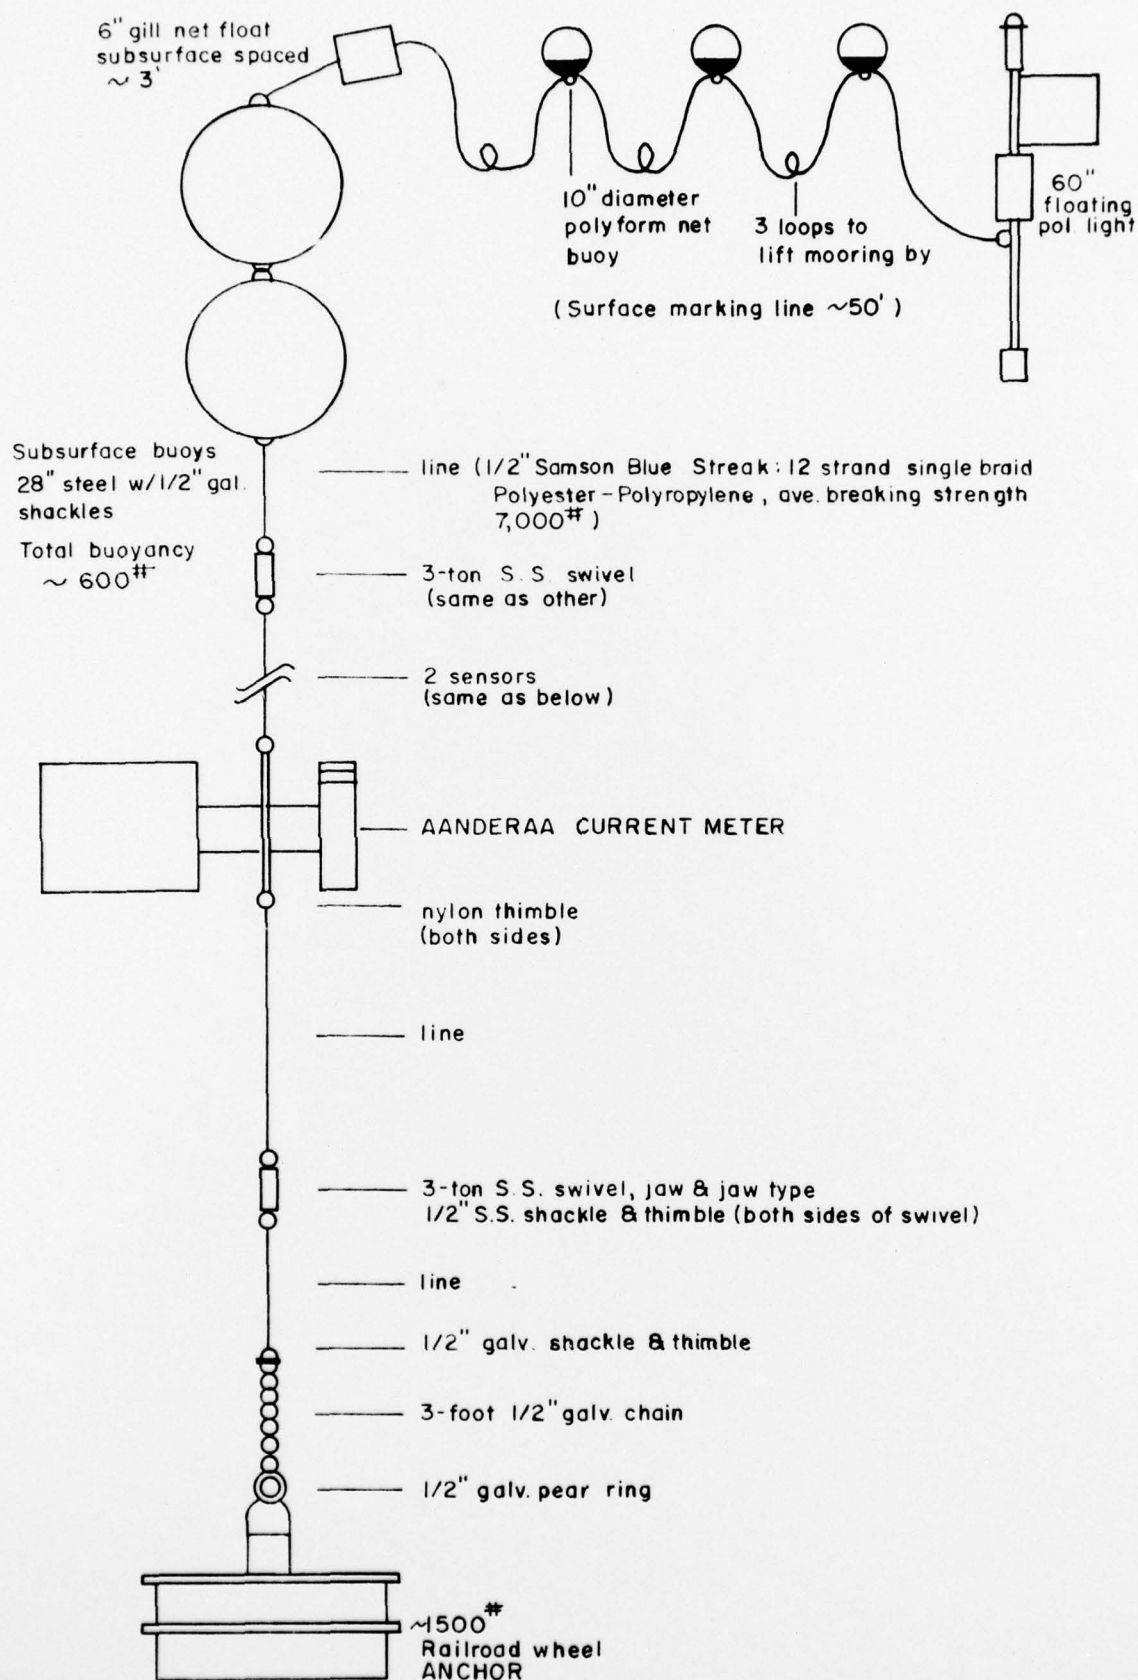 6" gill net float
subsurface spaced
~ 3'
10" diameter
polyform net
buoy
3 loops to
lift mooring by
60"
floating
pol. light
(Surface marking line ~50')
Subsurface buoys
28" steel w/1/2" gal.
shackles
Total buoyancy
~ 600#
line (1/2" Samson Blue Streak: 12 strand single braid
Polyester-Polyropylene, ave. breaking strength
7,000#)
3-ton S.S. swivel
(same as other)
2 sensors
(same as below)
AANDERAA CURRENT METER
nylon thimble
(both sides)
line
3-ton S.S. swivel, jaw & jaw type
1/2" S.S. shackle & thimble (both sides of swivel)
line
1/2" galv. shackle & thimble
3-foot 1/2" galv. chain
1/2" galv. pear ring
~1500#
Railroad wheel
ANCHOR